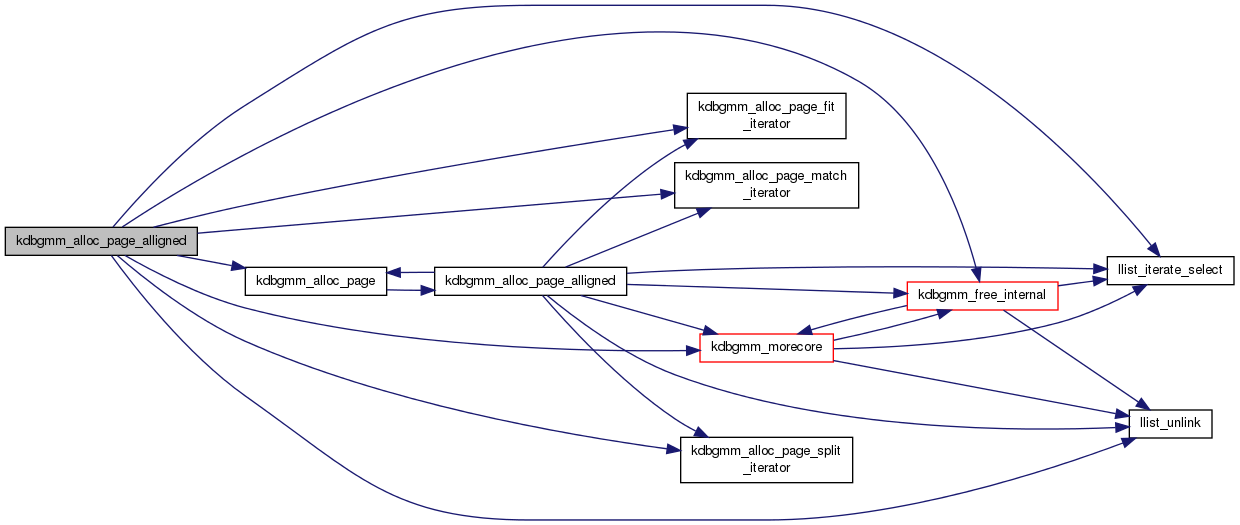 kdbgmm_alloc_page_alligned
kdbgmm_alloc_page
kdbgmm_alloc_page_alligned
kdbgmm_alloc_page_fit
_iterator
kdbgmm_alloc_page_match
_iterator
kdbgmm_morecore
kdbgmm_alloc_page_split
_iterator
kdbgmm_free_internal
llist_iterate_select
llist_unlink